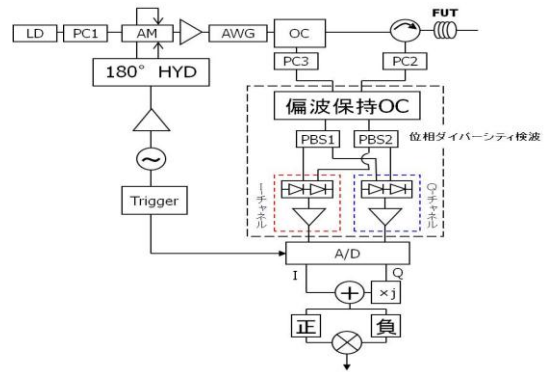 FUT
LD PC1 AM AWG OC
PC3 PC2
180° HYD
偏波保持OC
位相ダイバーシティ検波
PBS1 PBS2
I-チャネル
Q-チャネル
~
Trigger
A/D
I Q
+ ×j
正 負